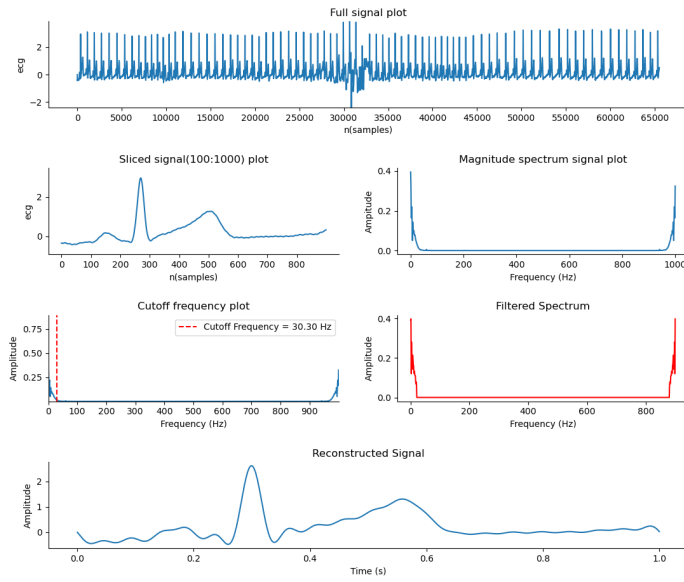 Full signal plot
ecg
2
0
−2
0 5000 10000 15000 20000 25000 30000 35000 40000 45000 50000 55000 60000 65000
n(samples)
Sliced signal(100:1000) plot
ecg
2
0
0 100 200 300 400 500 600 700 800
n(samples)
Magnitude spectrum signal plot
Amplitude
0.4
0.2
0.0
0 200 400 600 800 1000
Frequency (Hz)
Cutoff frequency plot
Amplitude
0.75
0.50
0.25
Cutoff Frequency = 30.30 Hz
0 100 200 300 400 500 600 700 800 900
Frequency (Hz)
Filtered Spectrum
Amplitude
0.4
0.2
0.0
0 200 400 600 800
Frequency (Hz)
Reconstructed Signal
Amplitude
2
1
0
0.0 0.2 0.4 0.6 0.8 1.0
Time (s)